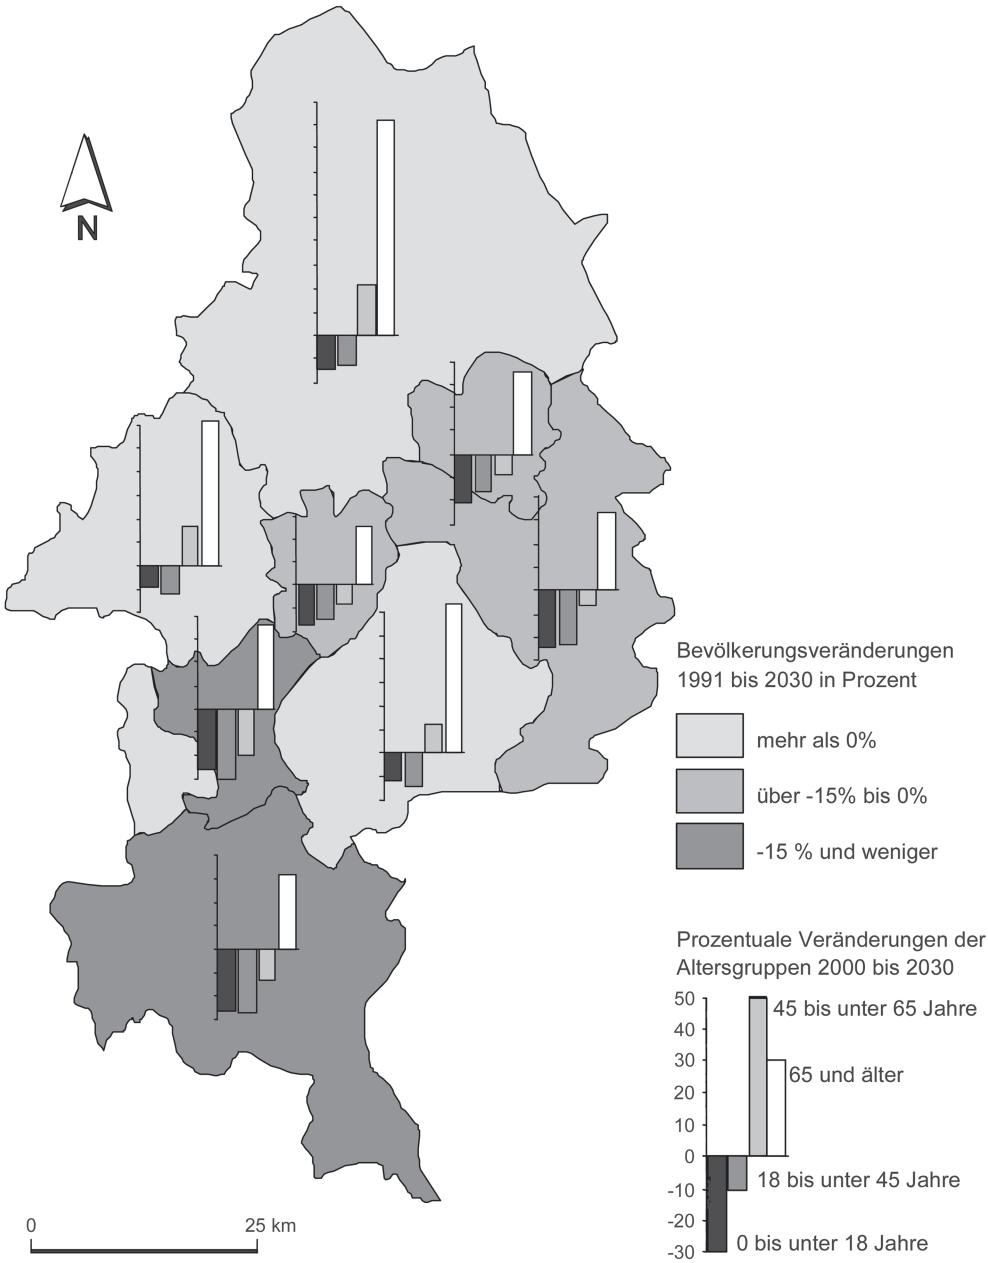 N
Bevölkerungsveränderungen
1991 bis 2030 in Prozent
mehr als 0%
über -15% bis 0%
-15 % und weniger
Prozentuale Veränderungen der
Altersgruppen 2000 bis 2030
50
45 bis unter 65 Jahre
40
30
65 und älter
20
10
0
18 bis unter 45 Jahre
-10
-20
-30
0 bis unter 18 Jahre
0
25 km